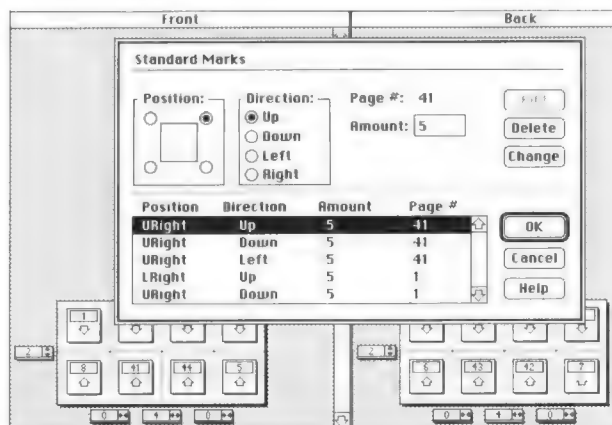 Front Back
Standard Marks
Position: Direction: Page #: 41
Up
Amount: 5
Down Delete
Left
Change
Right
Position Direction Amount Page #
URight Up 5 41 OK
URight Down 5 41
URight Left 5 41 Cancel
LRight Up 5 1
URight Down 5 1 Help
1
2 2
8 41 44 5 6 43 42 7
0 4 0 0 4 0